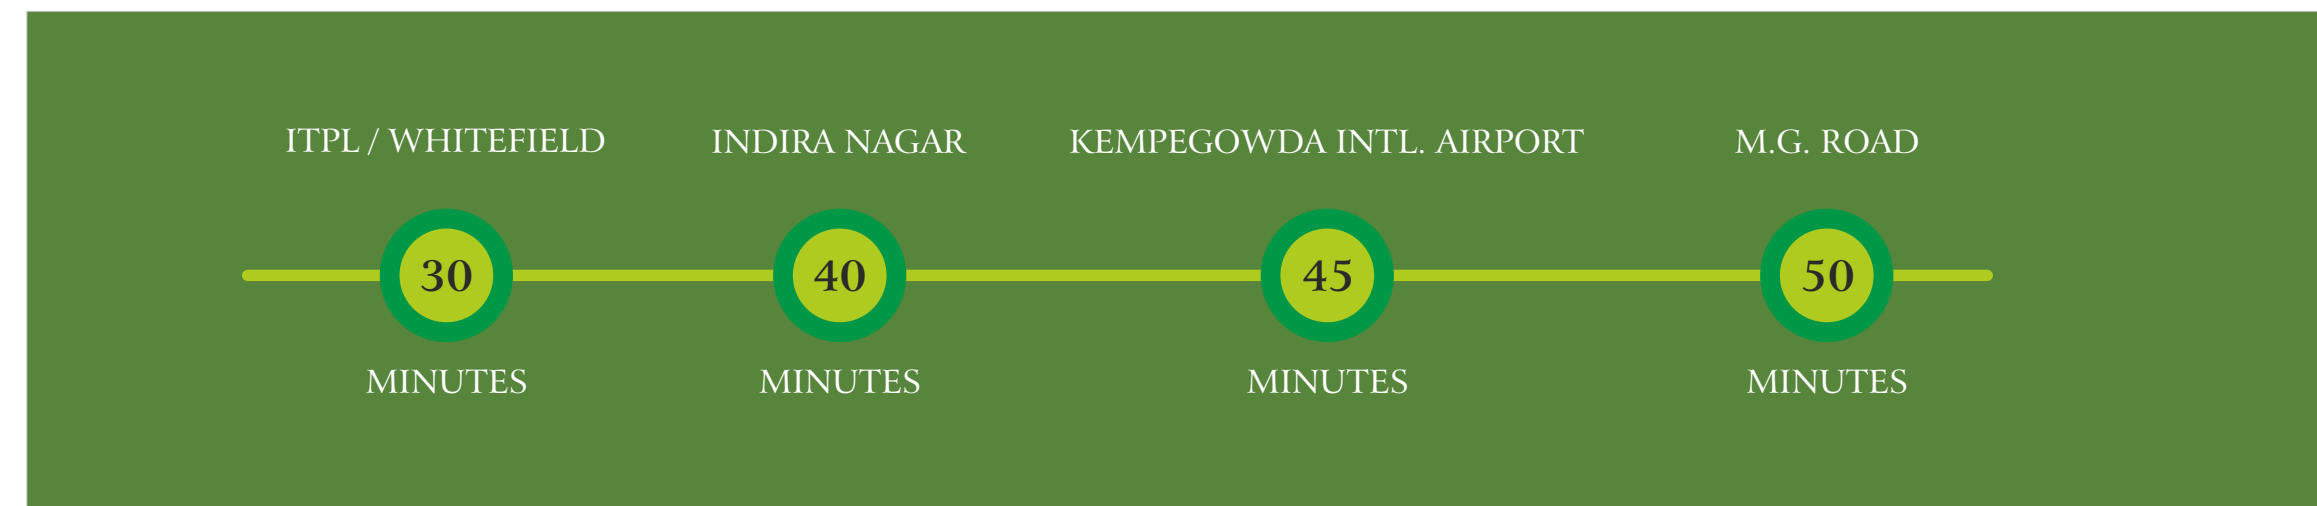 ITPL / WHITEFIELD
INDIRA NAGAR
KEMPEGOWDA INTL. AIRPORT
M.G. ROAD
30
40
45
50
MINUTES
MINUTES
MINUTES
MINUTES